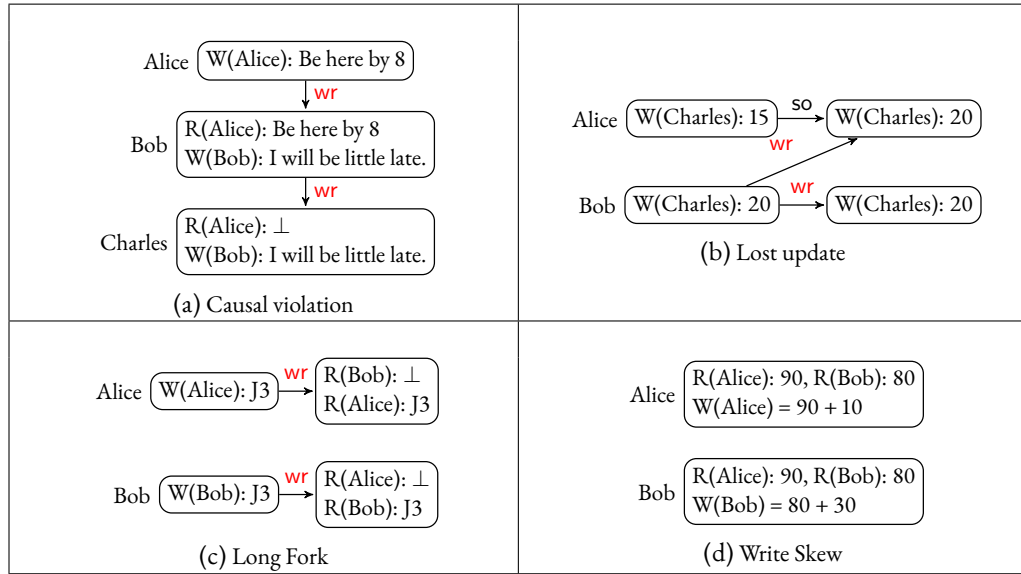 Alice W(Alice): Be here by 8
wr
Bob R(Alice): Be here by 8
W(Bob): I will be little late.
wr
Charles R(Alice): ⊥
W(Bob): I will be little late.
(a) Causal violation
Alice W(Charles): 15 so W(Charles): 20
wr
Bob W(Charles): 20 wr W(Charles): 20
(b) Lost update
Alice W(Alice): J3 wr R(Bob): ⊥
R(Alice): J3
Bob W(Bob): J3 wr R(Alice): ⊥
R(Bob): J3
(c) Long Fork
Alice R(Alice): 90, R(Bob): 80
W(Alice) = 90 + 10
Bob R(Alice): 90, R(Bob): 80
W(Bob) = 80 + 30
(d) Write Skew